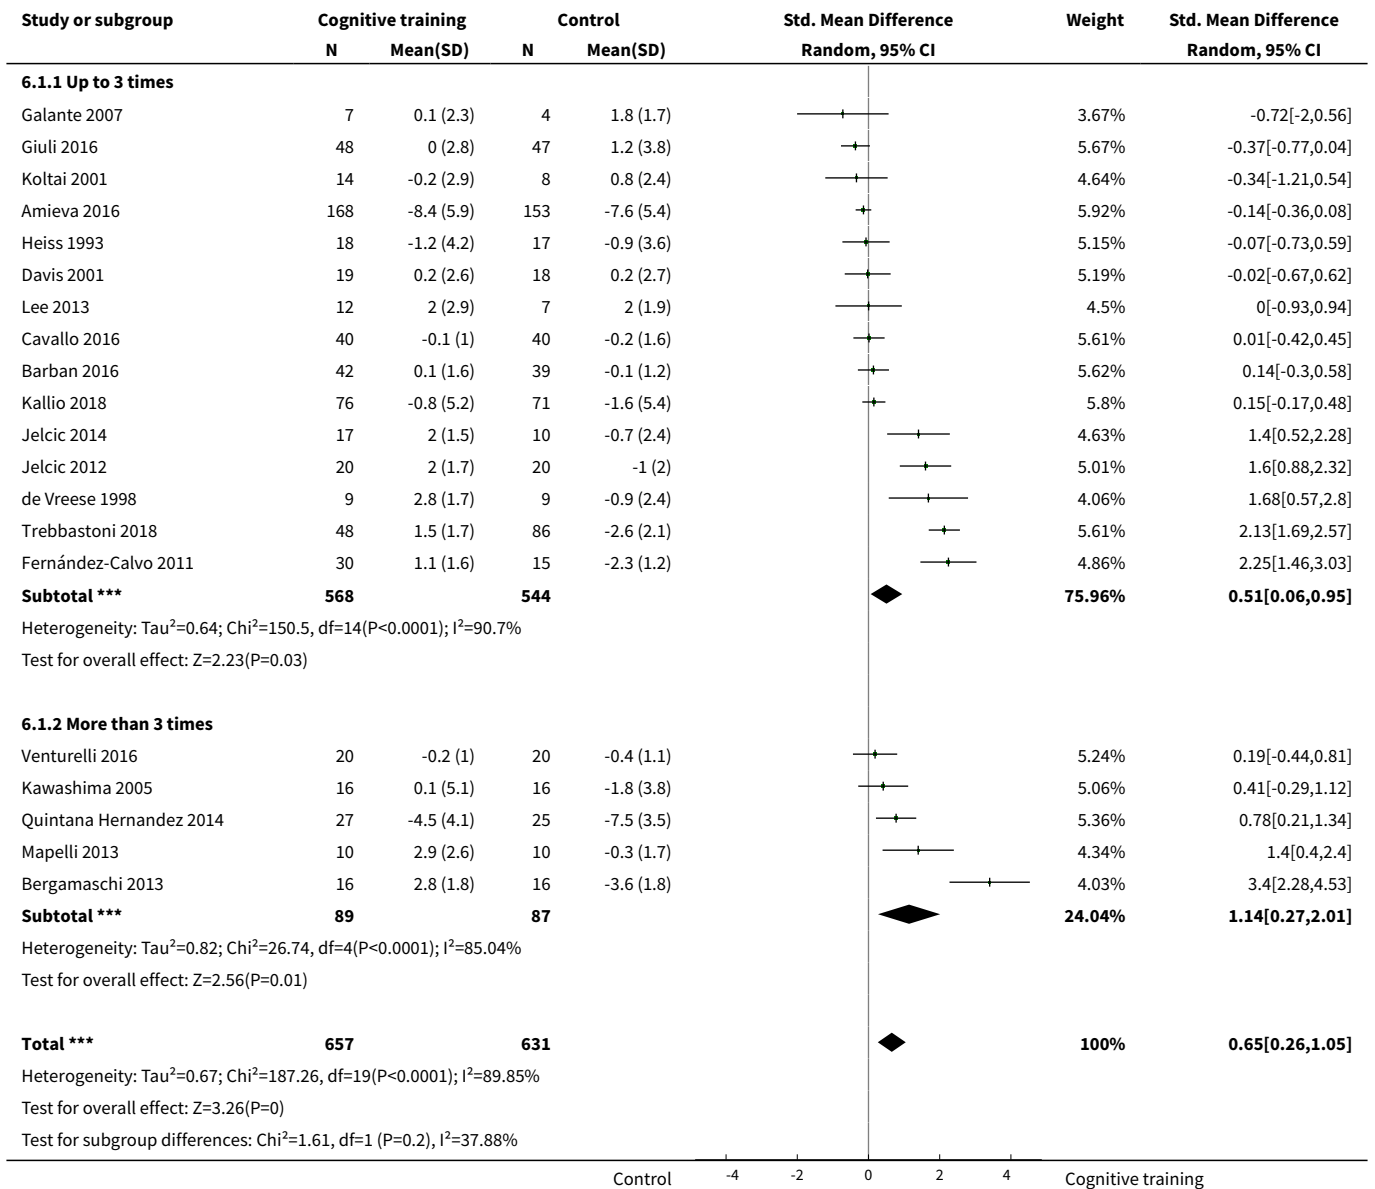 Study or subgroup Cognitive training Control Std. Mean Difference Weight Std. Mean Difference
N Mean(SD) N Mean(SD) Random, 95% CI Random, 95% CI
6.1.1 Up to 3 times
Galante 2007 7 0.1 (2.3) 4 1.8 (1.7) 3.67% -0.72[-2,0.56]
Giuli 2016 48 0 (2.8) 47 1.2 (3.8) 5.67% -0.37[-0.77,0.04]
Koltai 2001 14 -0.2 (2.9) 8 0.8 (2.4) 4.64% -0.34[-1.21,0.54]
Amieva 2016 168 -8.4 (5.9) 153 -7.6 (5.4) 5.92% -0.14[-0.36,0.08]
Heiss 1993 18 -1.2 (4.2) 17 -0.9 (3.6) 5.15% -0.07[-0.73,0.59]
Davis 2001 19 0.2 (2.6) 18 0.2 (2.7) 5.19% -0.02[-0.67,0.62]
Lee 2013 12 2 (2.9) 7 2 (1.9) 4.5% 0[-0.93,0.94]
Cavallo 2016 40 -0.1 (1) 40 -0.2 (1.6) 5.61% 0.01[-0.42,0.45]
Barban 2016 42 0.1 (1.6) 39 -0.1 (1.2) 5.62% 0.14[-0.3,0.58]
Kallio 2018 76 -0.8 (5.2) 71 -1.6 (5.4) 5.8% 0.15[-0.17,0.48]
Jelcic 2014 17 2 (1.5) 10 -0.7 (2.4) 4.63% 1.4[0.52,2.28]
Jelcic 2012 20 2 (1.7) 20 -1 (2) 5.01% 1.6[0.88,2.32]
de Vreese 1998 9 2.8 (1.7) 9 -0.9 (2.4) 4.06% 1.68[0.57,2.8]
Trebbastoni 2018 48 1.5 (1.7) 86 -2.6 (2.1) 5.61% 2.13[1.69,2.57]
Fernández-Calvo 2011 30 1.1 (1.6) 15 -2.3 (1.2) 4.86% 2.25[1.46,3.03]
Subtotal *** 568 544 75.96% 0.51[0.06,0.95]
Heterogeneity: Tau²=0.64; Chi²=150.5, df=14(P<0.0001); I²=90.7%
Test for overall effect: Z=2.23(P=0.03)
6.1.2 More than 3 times
Venturelli 2016 20 -0.2 (1) 20 -0.4 (1.1) 5.24% 0.19[-0.44,0.81]
Kawashima 2005 16 0.1 (5.1) 16 -1.8 (3.8) 5.06% 0.41[-0.29,1.12]
Quintana Hernandez 2014 27 -4.5 (4.1) 25 -7.5 (3.5) 5.36% 0.78[0.21,1.34]
Mapelli 2013 10 2.9 (2.6) 10 -0.3 (1.7) 4.34% 1.4[0.4,2.4]
Bergamaschi 2013 16 2.8 (1.8) 16 -3.6 (1.8) 4.03% 3.4[2.28,4.53]
Subtotal *** 89 87 24.04% 1.14[0.27,2.01]
Heterogeneity: Tau²=0.82; Chi²=26.74, df=4(P<0.0001); I²=85.04%
Test for overall effect: Z=2.56(P=0.01)
Total *** 657 631 100% 0.65[0.26,1.05]
Heterogeneity: Tau²=0.67; Chi²=187.26, df=19(P<0.0001); I²=89.85%
Test for overall effect: Z=3.26(P=0)
Test for subgroup differences: Chi²=1.61, df=1 (P=0.2), I²=37.88%
Control -4 -2 0 2 4 Cognitive training